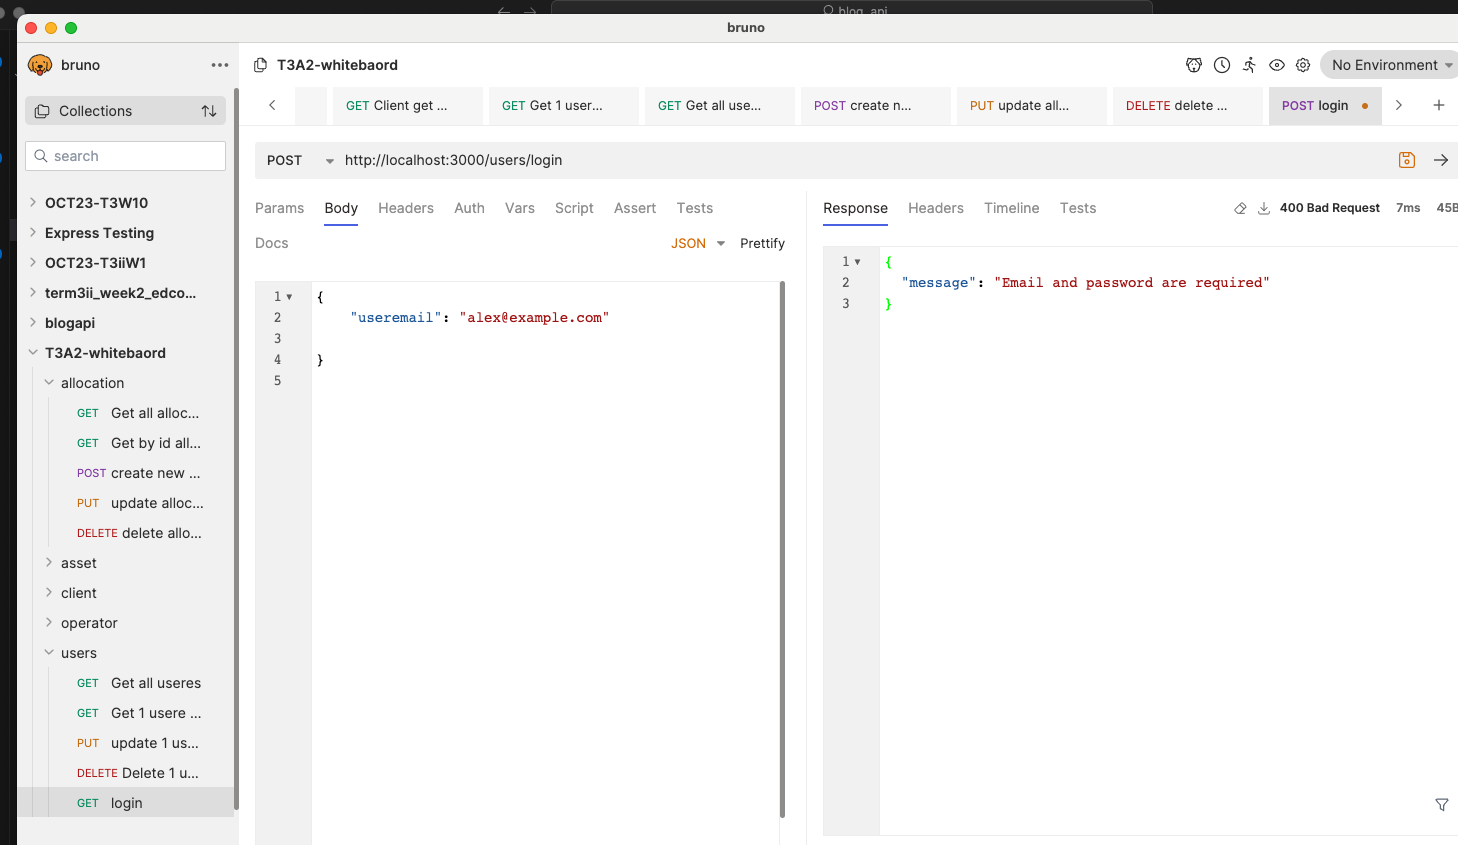 blog_api
bruno
bruno
Collections
search
OCT23-T3W10
Express Testing
OCT23-T3iiW1
term3ii_week2_edco...
blogapi
T3A2-whitebaord
allocation
GET Get all alloc...
GET Get by id all...
POST create new ...
PUT update alloc...
DELETE delete allo...
asset
client
operator
users
GET Get all useres
GET Get 1 usere ...
PUT update 1 us...
DELETE Delete 1 u...
GET login
T3A2-whitebaord
No Environment
GET Client get ... GET Get 1 user... GET Get all use... POST create n... PUT update all... DELETE delete ... POST login
POST http://localhost:3000/users/login
Params Body Headers Auth Vars Script Assert Tests
Docs JSON Prettify
1 {
2 "useremail": "alex@example.com"
3
4 }
5
Response Headers Timeline Tests 400 Bad Request 7ms 45B
1 {
2 "message": "Email and password are required"
3 }